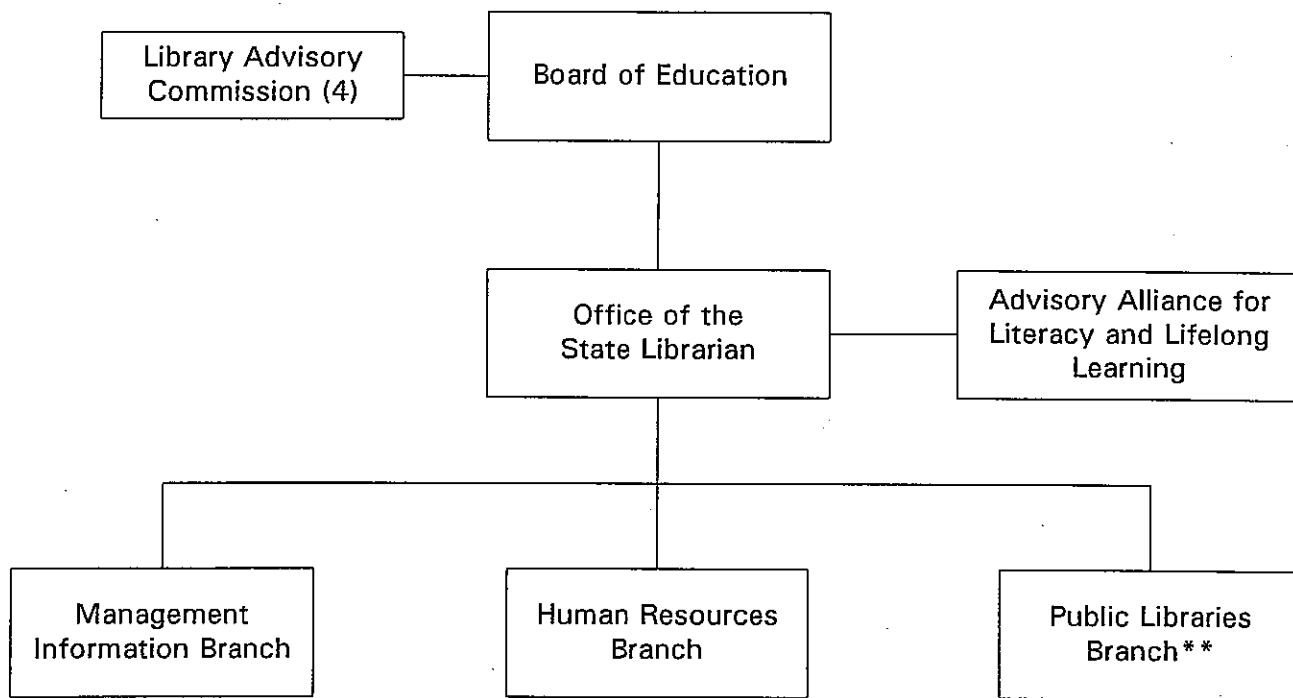 Library Advisory
Commission (4)
Board of Education
Office of the
State Librarian
Advisory Alliance for
Literacy and Lifelong
Learning
Management
Information Branch
Human Resources
Branch
Public Libraries
Branch**